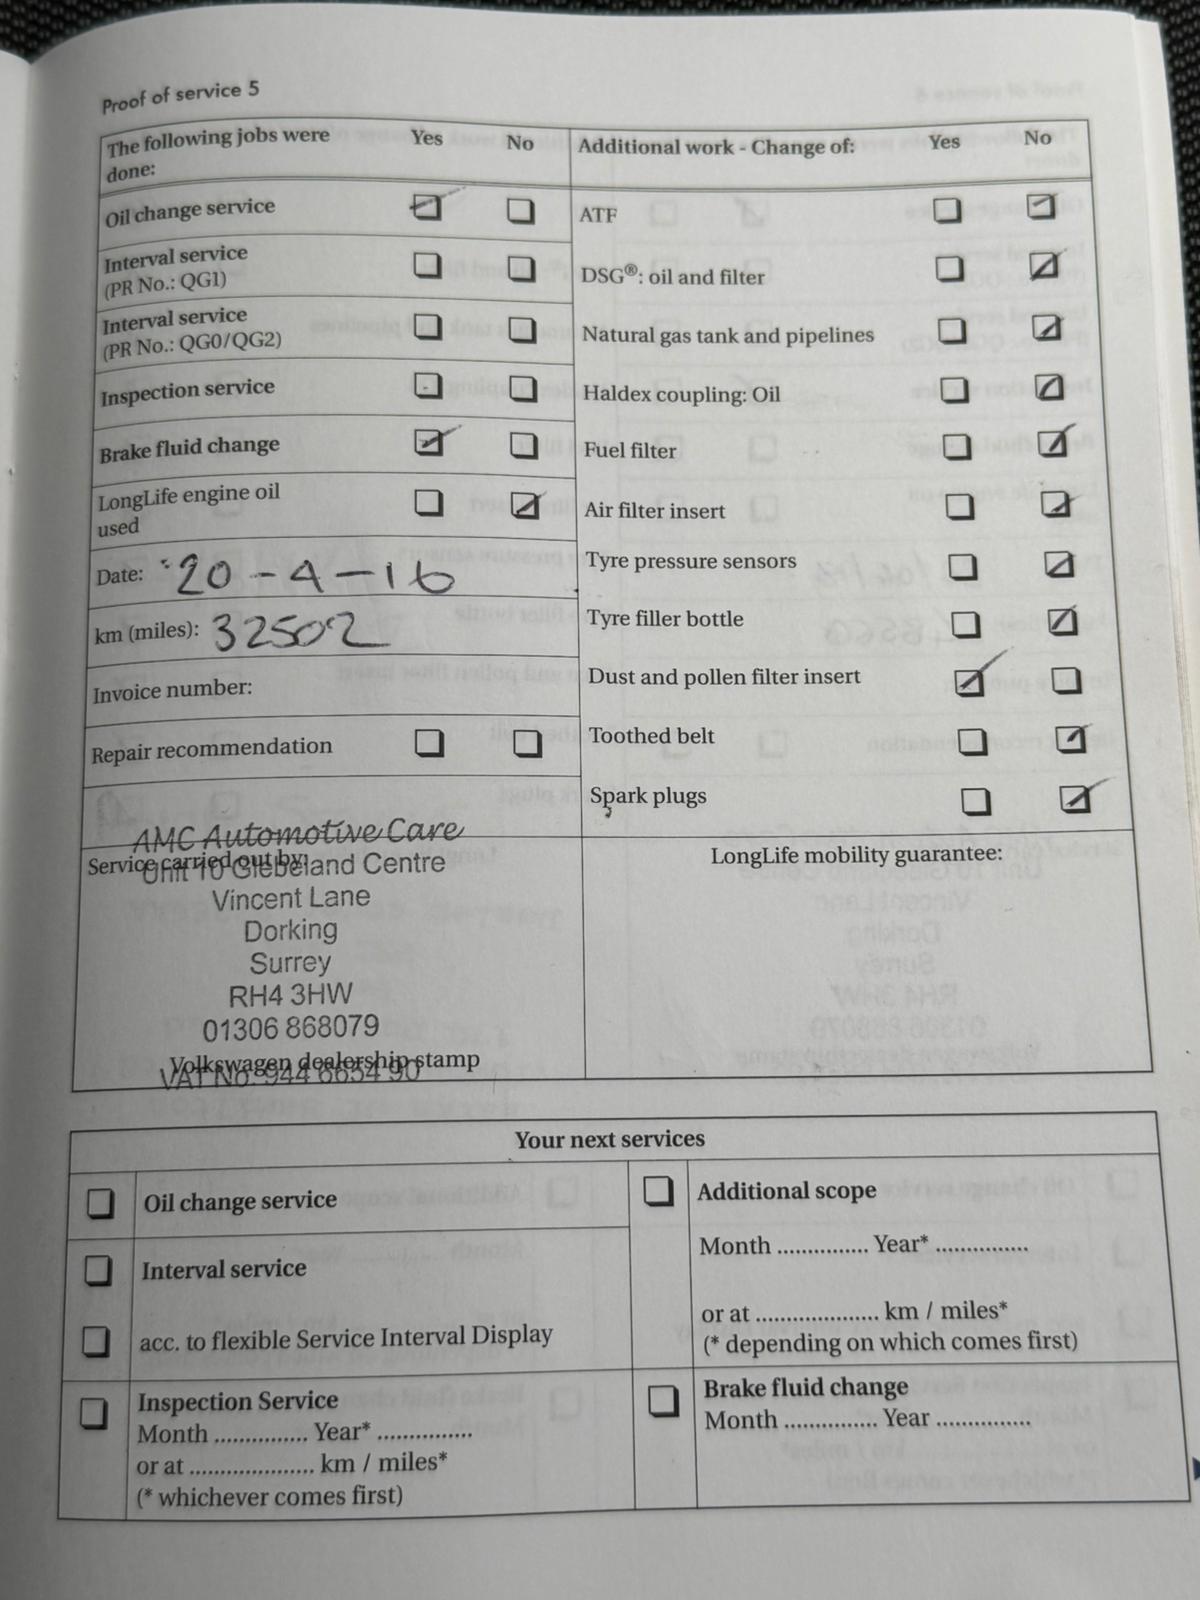 Proof of service 5
The following jobs were done:
Yes
No
Oil change service
Interval service
(PR No.: QG1)
Interval service
(PR No.: QG0/QG2)
Inspection service
Brake fluid change
LongLife engine oil
used
Date: 20-4-16
km (miles): 32502
Invoice number:
Repair recommendation
Additional work - Change of:
Yes
No
ATF
DSG®: oil and filter
Natural gas tank and pipelines
Haldex coupling: Oil
Fuel filter
Air filter insert
Tyre pressure sensors
Tyre filler bottle
Dust and pollen filter insert
Toothed belt
Spark plugs
AMC Automotive Care
Service carried out by:
Unit 10 Glebeland Centre
Vincent Lane
Dorking
Surrey
RH4 3HW
01306 868079
Volkswagen dealership stamp
VAT No. 944 6654 90
LongLife mobility guarantee:
Your next services
Oil change service
Interval service
acc. to flexible Service Interval Display
Inspection Service
Month ............... Year* ...............
or at .................... km / miles*
(* whichever comes first)
Additional scope
Month ............... Year* ...............
or at .................... km / miles*
(* depending on which comes first)
Brake fluid change
Month ............... Year ...............